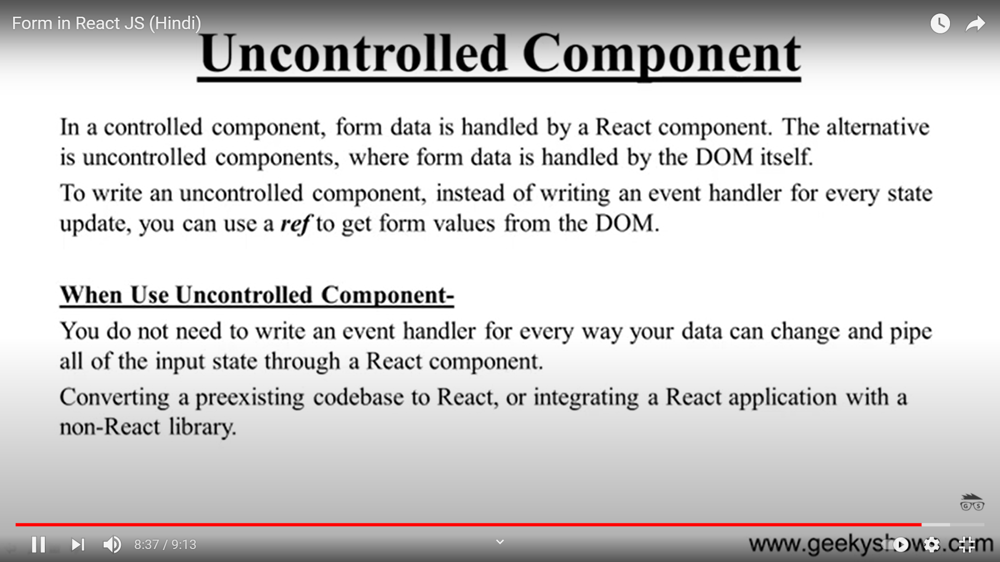 Form in React JS (Hindi)
Uncontrolled Component
In a controlled component, form data is handled by a React component. The alternative
is uncontrolled components, where form data is handled by the DOM itself.
To write an uncontrolled component, instead of writing an event handler for every state
update, you can use a ref to get form values from the DOM.
When Use Uncontrolled Component-
You do not need to write an event handler for every way your data can change and pipe
all of the input state through a React component.
Converting a preexisting codebase to React, or integrating a React application with a
non-React library.
G S
8:37 / 9:13
www.geekyshows.com